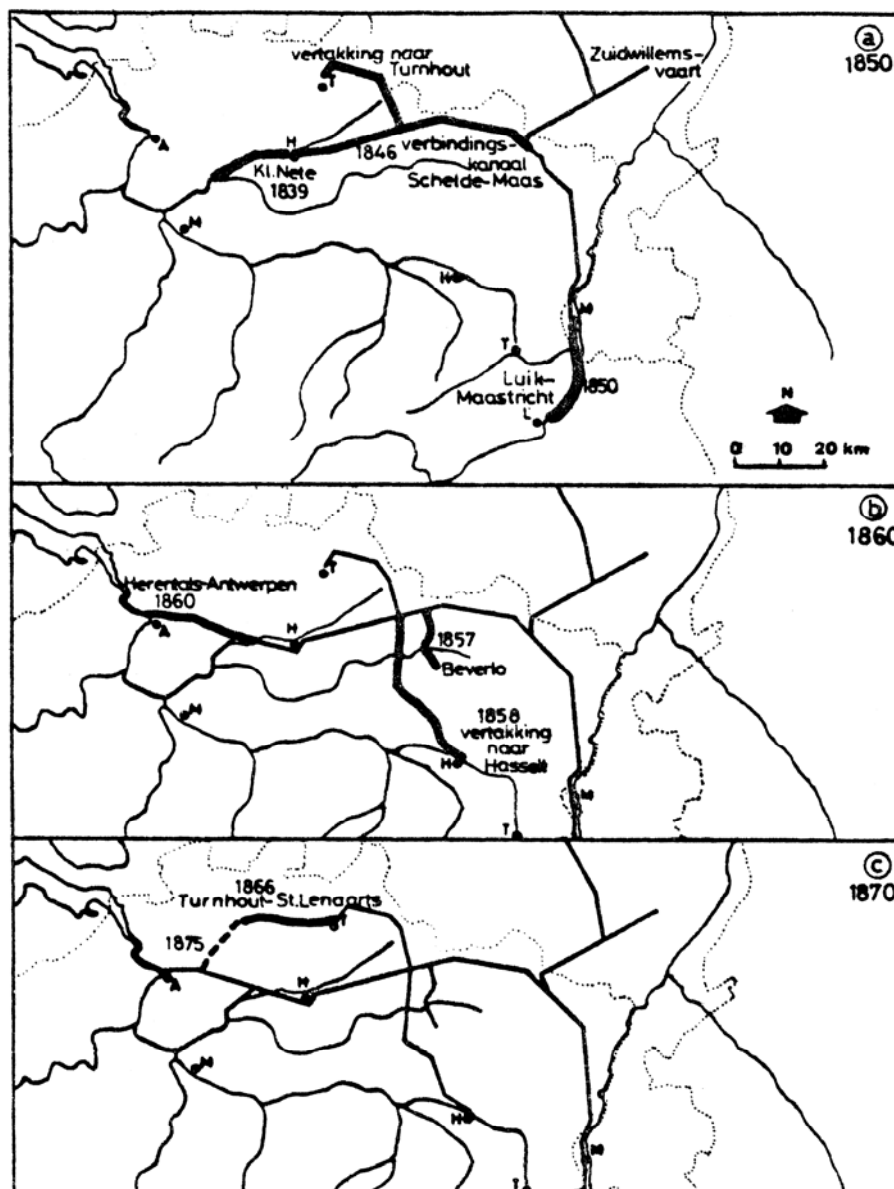 a
1850
vertakking naar
Turnhout
T
Zuidwillems-
vaart
A
H
1846
Kl. Nete
1839
verbindings-
kanaal
Schelde-Maas
M
H
M
T
Luik-
Maastricht
1850
L
N
0 10 20 km
b
1860
T
Herentals-Antwerpen
1860
A
H
1857
Beverlo
M
1858
vertakking
naar
Hasselt
H
M
T
c
1870
1866
Turnhout-St.Lenaarts
T
1875
A
H
M
H
M
T